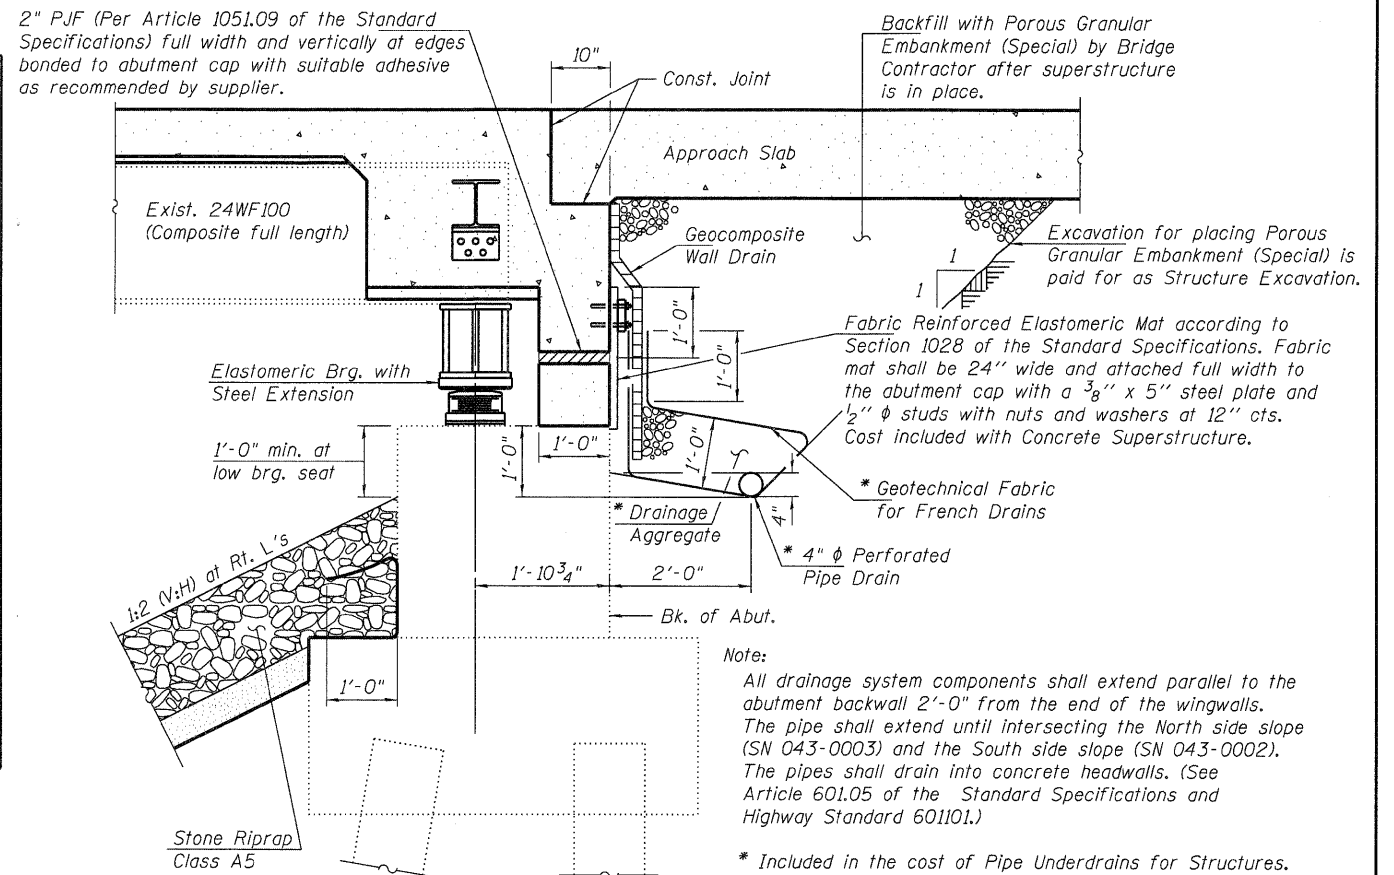 2" PJF (Per Article 1051.09 of the Standard
Specifications) full width and vertically at edges
bonded to abutment cap with suitable adhesive
as recommended by supplier.
10"
Const. Joint
Backfill with Porous Granular
Embankment (Special) by Bridge
Contractor after superstructure
is in place.
Approach Slab
Exist. 24WF100
(Composite full length)
Geocomposite
Wall Drain
Excavation for placing Porous
Granular Embankment (Special) is
paid for as Structure Excavation.
1
1
1'-0"
1'-0"
Fabric Reinforced Elastomeric Mat according to
Section 1028 of the Standard Specifications. Fabric
mat shall be 24" wide and attached full width to
the abutment cap with a 3/8" x 5" steel plate and
1/2" ϕ studs with nuts and washers at 12" cts.
Cost included with Concrete Superstructure.
Elastomeric Brg. with
Steel Extension
1'-0" min. at
low brg. seat
1'-0"
1'-0"
1'-0"
4"
* Geotechnical Fabric
for French Drains
* Drainage
Aggregate
* 4" ϕ Perforated
Pipe Drain
1:2 (V:H) at Rt. L's
1'-10 3/4"
2'-0"
Bk. of Abut.
1'-0"
Stone Riprap
Class A5
Note:
All drainage system components shall extend parallel to the
abutment backwall 2'-0" from the end of the wingwalls.
The pipe shall extend until intersecting the North side slope
(SN 043-0003) and the South side slope (SN 043-0002).
The pipes shall drain into concrete headwalls. (See
Article 601.05 of the Standard Specifications and
Highway Standard 601101.)
* Included in the cost of Pipe Underdrains for Structures.